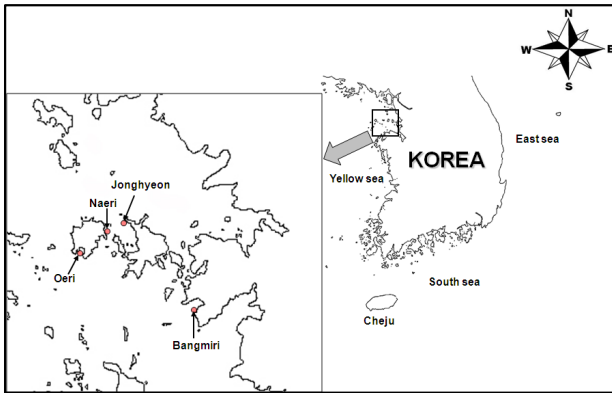 N
W
E
S
East sea
KOREA
Yellow sea
Jonghyeon
Naeri
Oeri
South sea
Cheju
Bangmiri